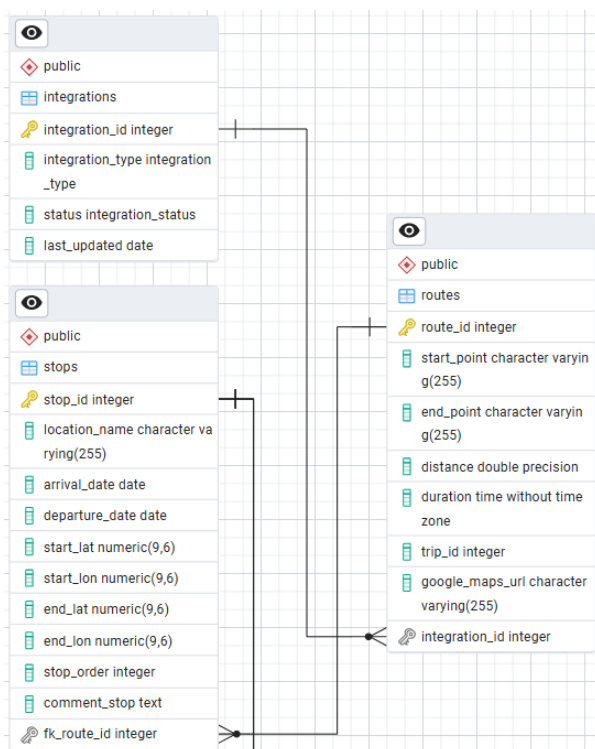 public
integrations
integration_id integer
integration_type integration
_type
status integration_status
last_updated date
public
stops
stop_id integer
location_name character va
rying(255)
arrival_date date
departure_date date
start_lat numeric(9,6)
start_lon numeric(9,6)
end_lat numeric(9,6)
end_lon numeric(9,6)
stop_order integer
comment_stop text
fk_route_id integer
public
routes
route_id integer
start_point character varyin
g(255)
end_point character varyin
g(255)
distance double precision
duration time without time
zone
trip_id integer
google_maps_url character
varying(255)
integration_id integer